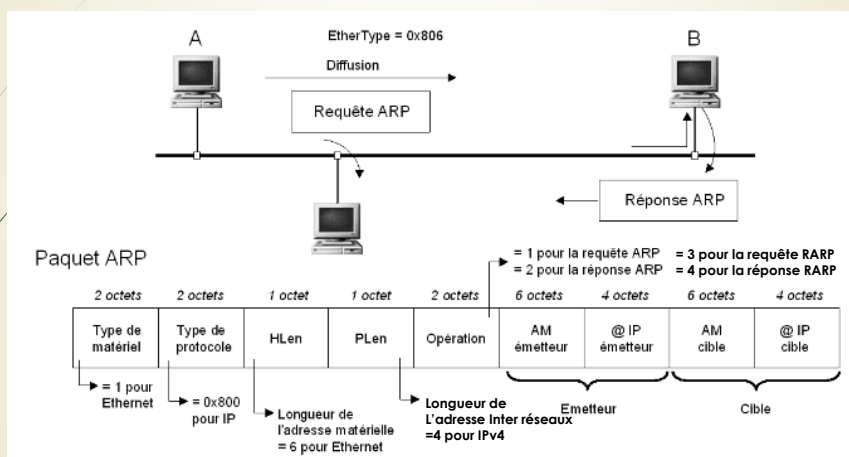 EtherType = 0x806
A
B
Diffusion
Requête ARP
Réponse ARP
Paquet ARP
= 1 pour la requête ARP
= 3 pour la requête RARP
= 2 pour la réponse ARP
= 4 pour la réponse RARP
2 octets
2 octets
1 octet
1 octet
2 octets
6 octets
4 octets
6 octets
4 octets
Type de
matériel
Type de
protocole
HLen
PLen
Opération
AM
émetteur
@ IP
émetteur
AM
cible
@ IP
cible
= 1 pour
Ethernet
= 0x800
pour IP
Longueur de
l'adresse matérielle
= 6 pour Ethernet
Longueur de
L'adresse Inter réseaux
=4 pour IPv4
Emetteur
Cible